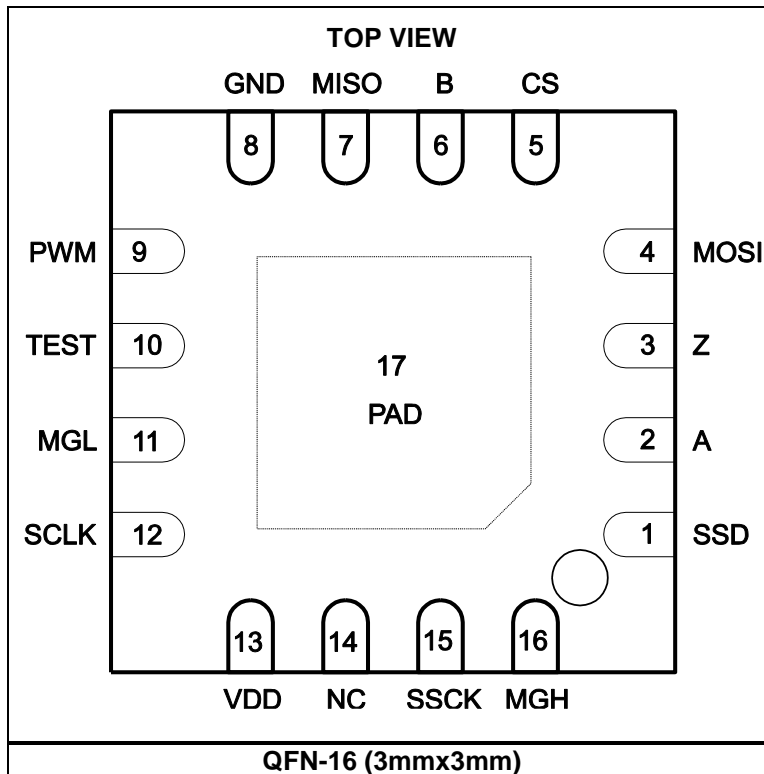 TOP VIEW
GND MISO B CS
8 7 6 5
PWM 9 4 MOSI
TEST 10 3 Z
17
PAD
MGL 11 2 A
SCLK 12 1 SSD
13 14 15 16
VDD NC SSCK MGH
QFN-16 (3mmx3mm)